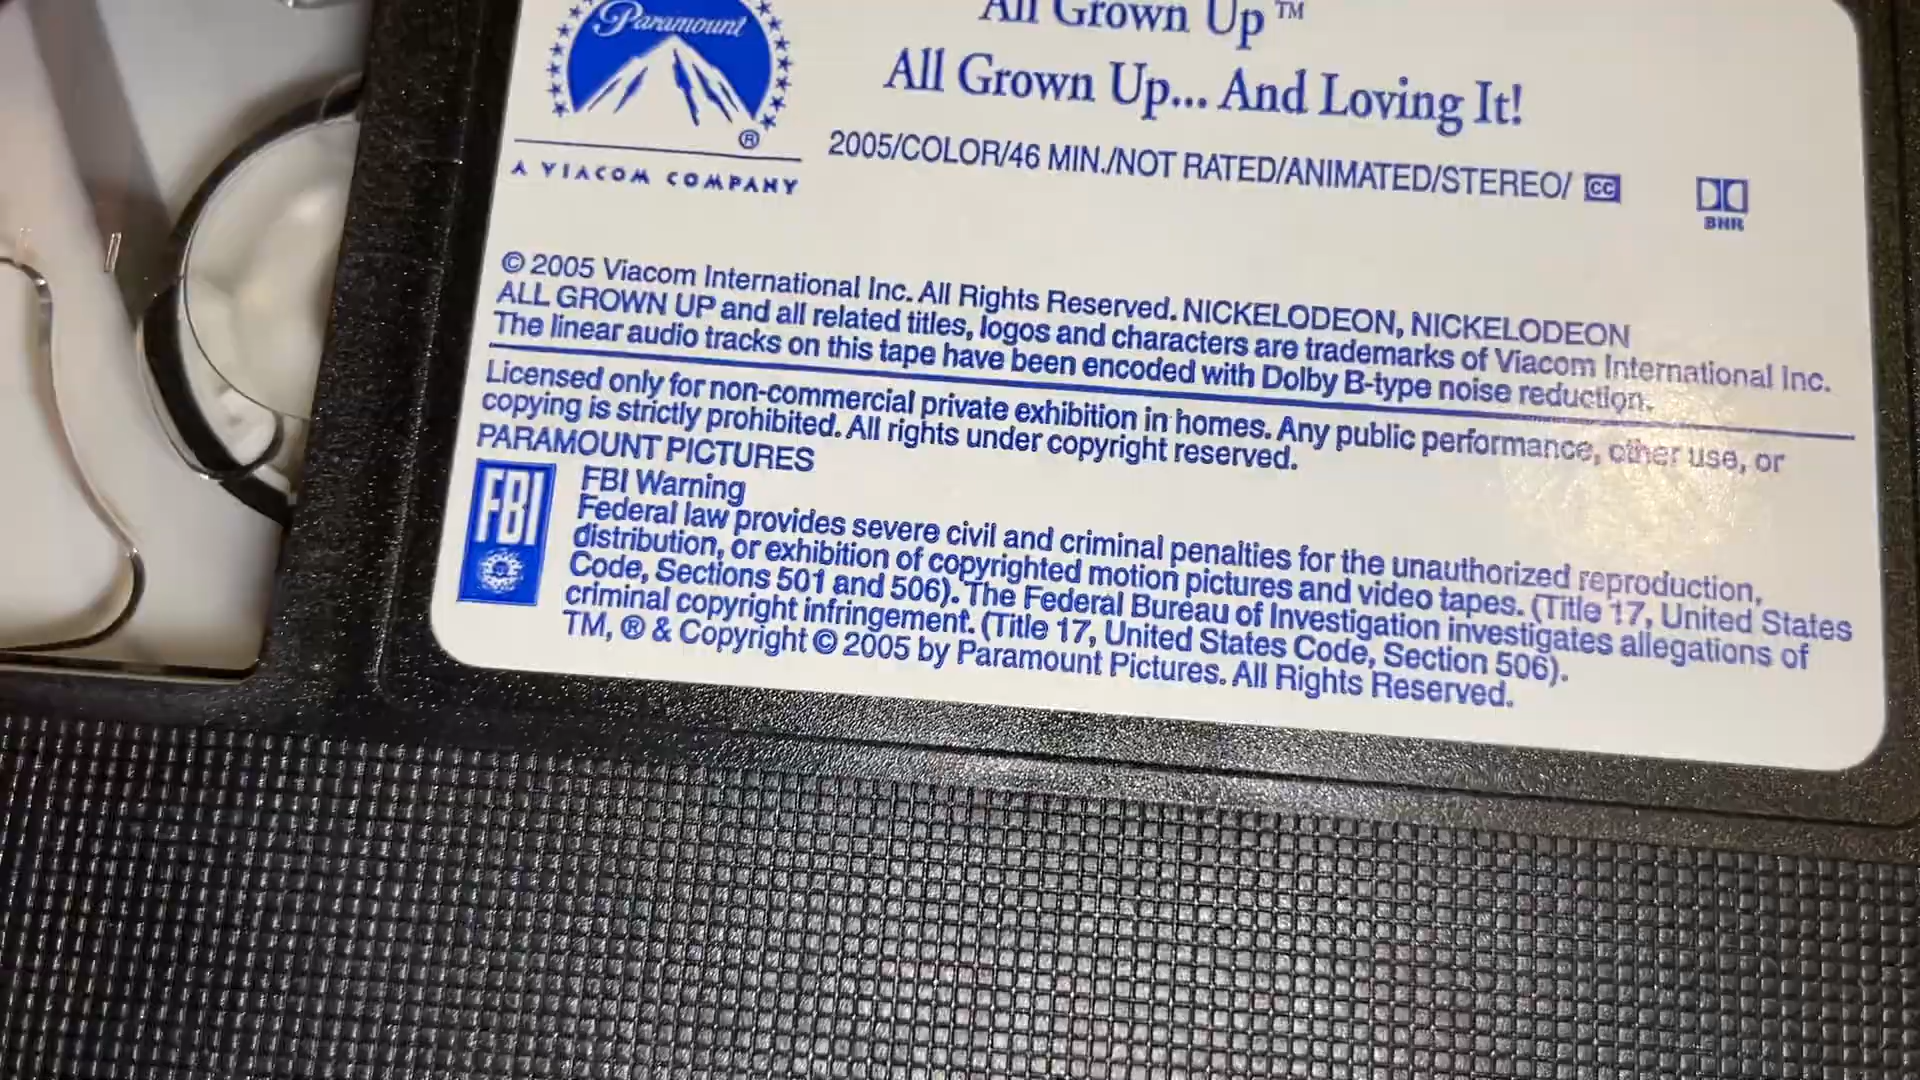 Paramount
®
A VIACOM COMPANY
All Grown Up™
All Grown Up... And Loving It!
2005/COLOR/46 MIN./NOT RATED/ANIMATED/STEREO/ CC
BNR
© 2005 Viacom International Inc. All Rights Reserved. NICKELODEON, NICKELODEON
ALL GROWN UP and all related titles, logos and characters are trademarks of Viacom International Inc.
The linear audio tracks on this tape have been encoded with Dolby B-type noise reduction.
Licensed only for non-commercial private exhibition in homes. Any public performance, other use, or
copying is strictly prohibited. All rights under copyright reserved.
PARAMOUNT PICTURES
FBI
FBI Warning
Federal law provides severe civil and criminal penalties for the unauthorized reproduction,
distribution, or exhibition of copyrighted motion pictures and video tapes. (Title 17, United States
Code, Sections 501 and 506). The Federal Bureau of Investigation investigates allegations of
criminal copyright infringement. (Title 17, United States Code, Section 506).
TM, ® & Copyright © 2005 by Paramount Pictures. All Rights Reserved.